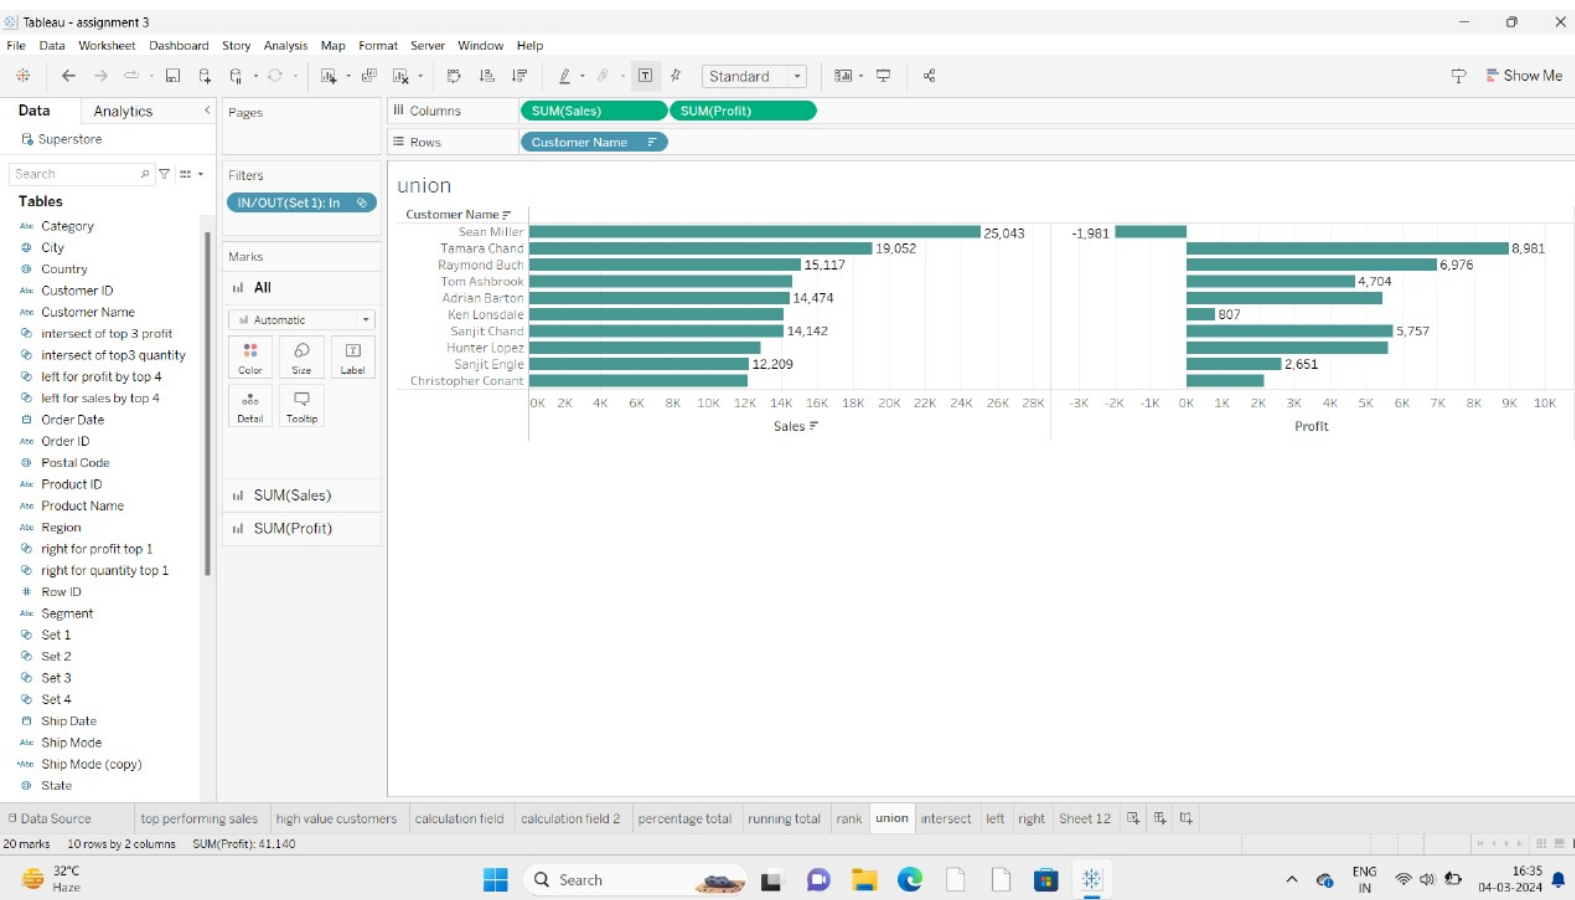 Tableau - assignment 3
File Data Worksheet Dashboard Story Analysis Map Format Server Window Help
Standard
Show Me
Data Analytics
Superstore
Search
Tables
Abc Category
City
Country
Abc Customer ID
Abc Customer Name
intersect of top 3 profit
intersect of top3 quantity
left for profit by top 4
left for sales by top 4
Order Date
Abc Order ID
Postal Code
Abc Product ID
Abc Product Name
Abc Region
right for profit top 1
right for quantity top 1
# Row ID
Abc Segment
Set 1
Set 2
Set 3
Set 4
Ship Date
Abc Ship Mode
Abc Ship Mode (copy)
State
Pages
Filters
IN/OUT(Set 1): In
Marks
All
Automatic
Color Size Label
Detail Tooltip
SUM(Sales)
SUM(Profit)
Columns SUM(Sales) SUM(Profit)
Rows Customer Name
union
Customer Name
Sean Miller 25,043 -1,981
Tamara Chand 19,052 8,981
Raymond Buch 15,117 6,976
Tom Ashbrook 4,704
Adrian Barton 14,474
Ken Lonsdale 807
Sanjit Chand 14,142 5,757
Hunter Lopez
Sanjit Engle 12,209 2,651
Christopher Conant
0K 2K 4K 6K 8K 10K 12K 14K 16K 18K 20K 22K 24K 26K 28K -3K -2K -1K 0K 1K 2K 3K 4K 5K 6K 7K 8K 9K 10K
Sales Profit
Data Source top performing sales high value customers calculation field calculation field 2 percentage total running total rank union intersect left right Sheet 12
20 marks 10 rows by 2 columns SUM(Profit): 41,140
32°C
Haze
Search
ENG
IN
16:35
04-03-2024